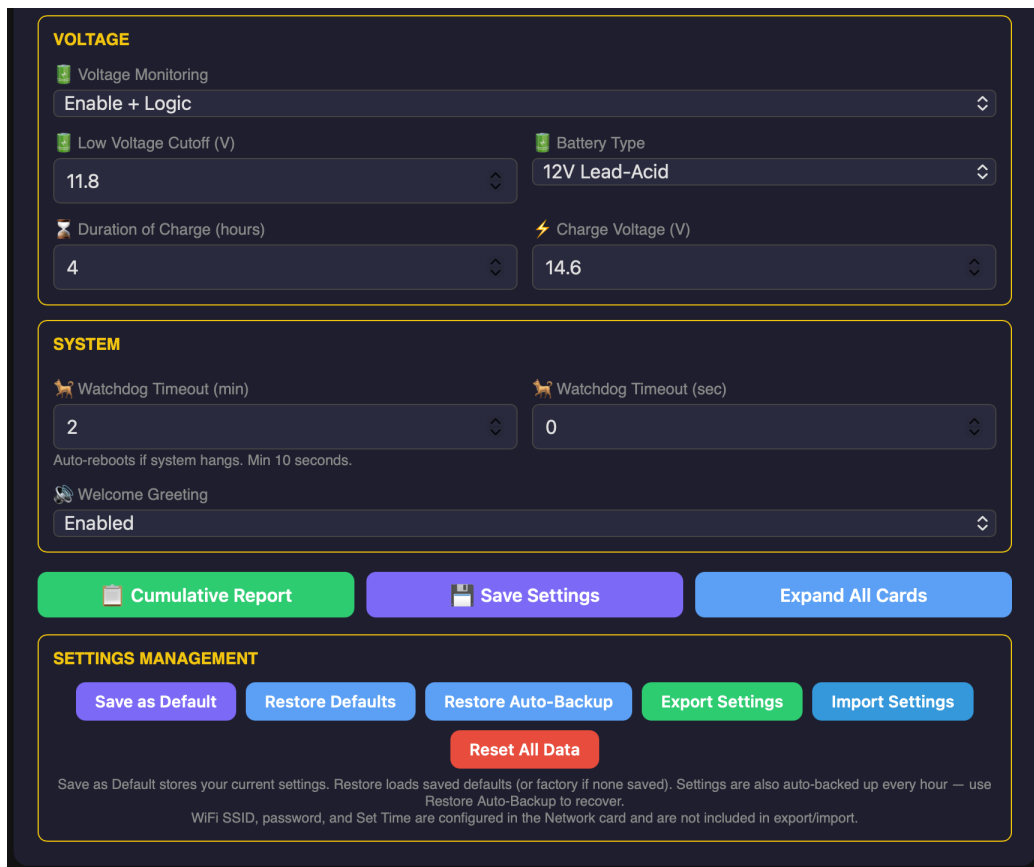 VOLTAGE
Voltage Monitoring
Enable + Logic
Low Voltage Cutoff (V)
Battery Type
11.8
12V Lead-Acid
Duration of Charge (hours)
Charge Voltage (V)
4
14.6
SYSTEM
Watchdog Timeout (min)
Watchdog Timeout (sec)
2
0
Auto-reboots if system hangs. Min 10 seconds.
Welcome Greeting
Enabled
Cumulative Report
Save Settings
Expand All Cards
SETTINGS MANAGEMENT
Save as Default
Restore Defaults
Restore Auto-Backup
Export Settings
Import Settings
Reset All Data
Save as Default stores your current settings. Restore loads saved defaults (or factory if none saved). Settings are also auto-backed up every hour — use
Restore Auto-Backup to recover.
WiFi SSID, password, and Set Time are configured in the Network card and are not included in export/import.